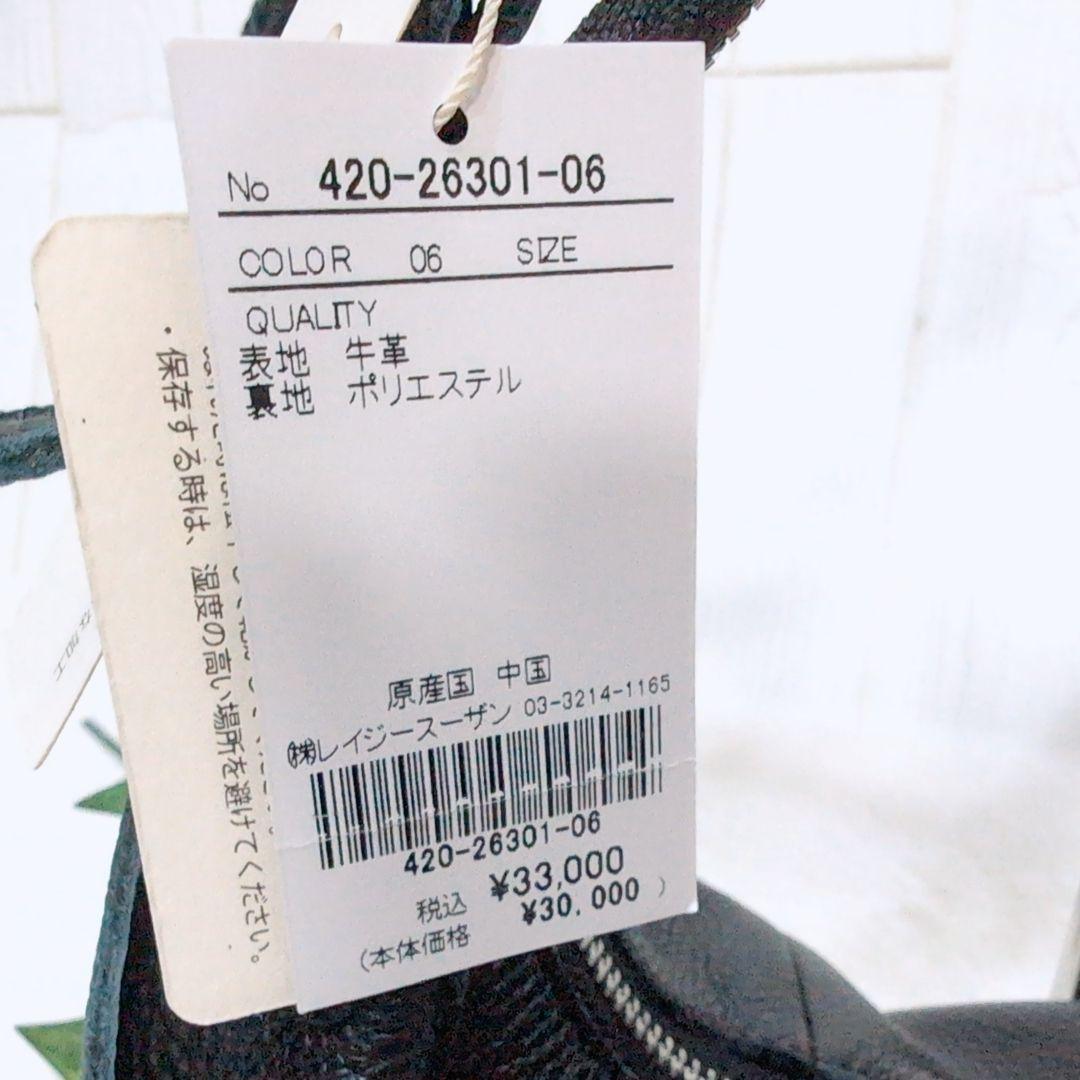 No 420-26301-06
COLOR 06 SIZE
QUALITY
表地 牛革
裏地 ポリエステル
原産国 中国
㈱レイジースーザン 03-3214-1165
420-26301-06
税込 ¥33,000
(本体価格 ¥30,000 )
・保存する時は、湿度の高い場所を避けてください。
加工